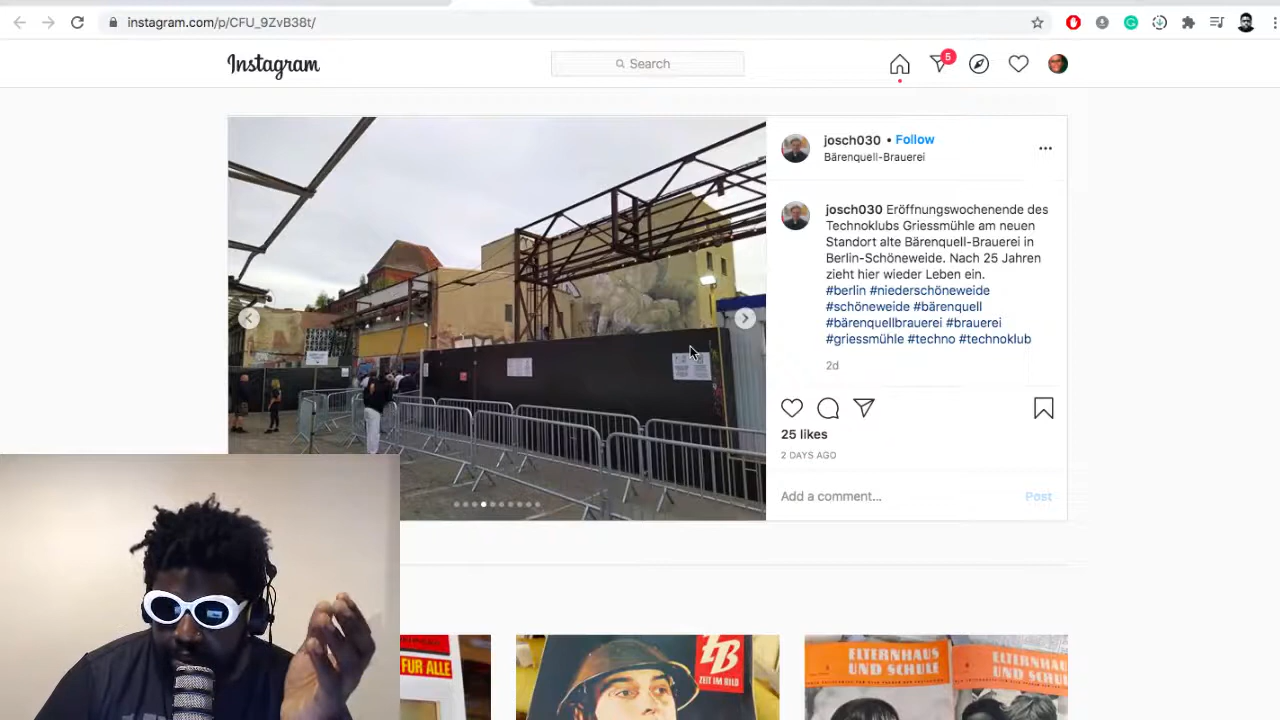 instagram.com/p/CFU_9ZvB38t/
Instagram
Search
5
josch030 • Follow
Bärenquell-Brauerei
josch030 Eröffnungswochenende des
Technoklubs Griessmühle am neuen
Standort alte Bärenquell-Brauerei in
Berlin-Schöneweide. Nach 25 Jahren
zieht hier wieder Leben ein.
#berlin #niederschöneweide
#schöneweide #bärenquell
#bärenquellbrauerei #brauerei
#griessmühle #techno #technoklub
2d
25 likes
2 DAYS AGO
Add a comment...
Post
FÜR ALLE
ZEIT IM BILD
ELTERNHAUS
UND SCHULE
ELTERNHAU
UND SCHUL